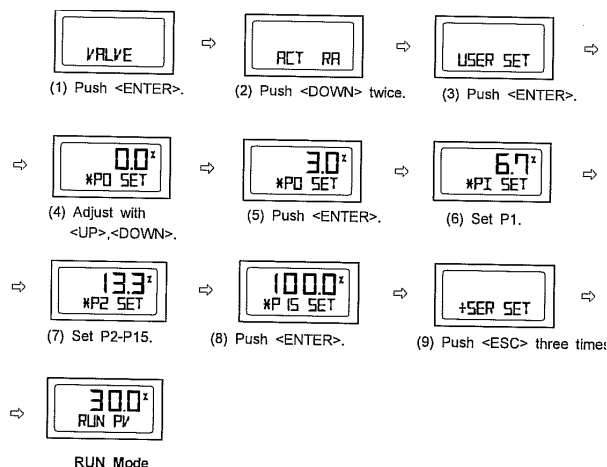 VALVE
(1) Push <ENTER>.
ACT RA
(2) Push <DOWN> twice.
USER SET
(3) Push <ENTER>.
0.0%
*P0 SET
(4) Adjust with
<UP>,<DOWN>.
3.0%
*P0 SET
(5) Push <ENTER>.
6.7%
*P1 SET
(6) Set P1.
13.3%
*P2 SET
(7) Set P2-P15.
100.0%
*P15 SET
(8) Push <ENTER>.
+SER SET
(9) Push <ESC> three times
30.0%
RUN PV
RUN Mode